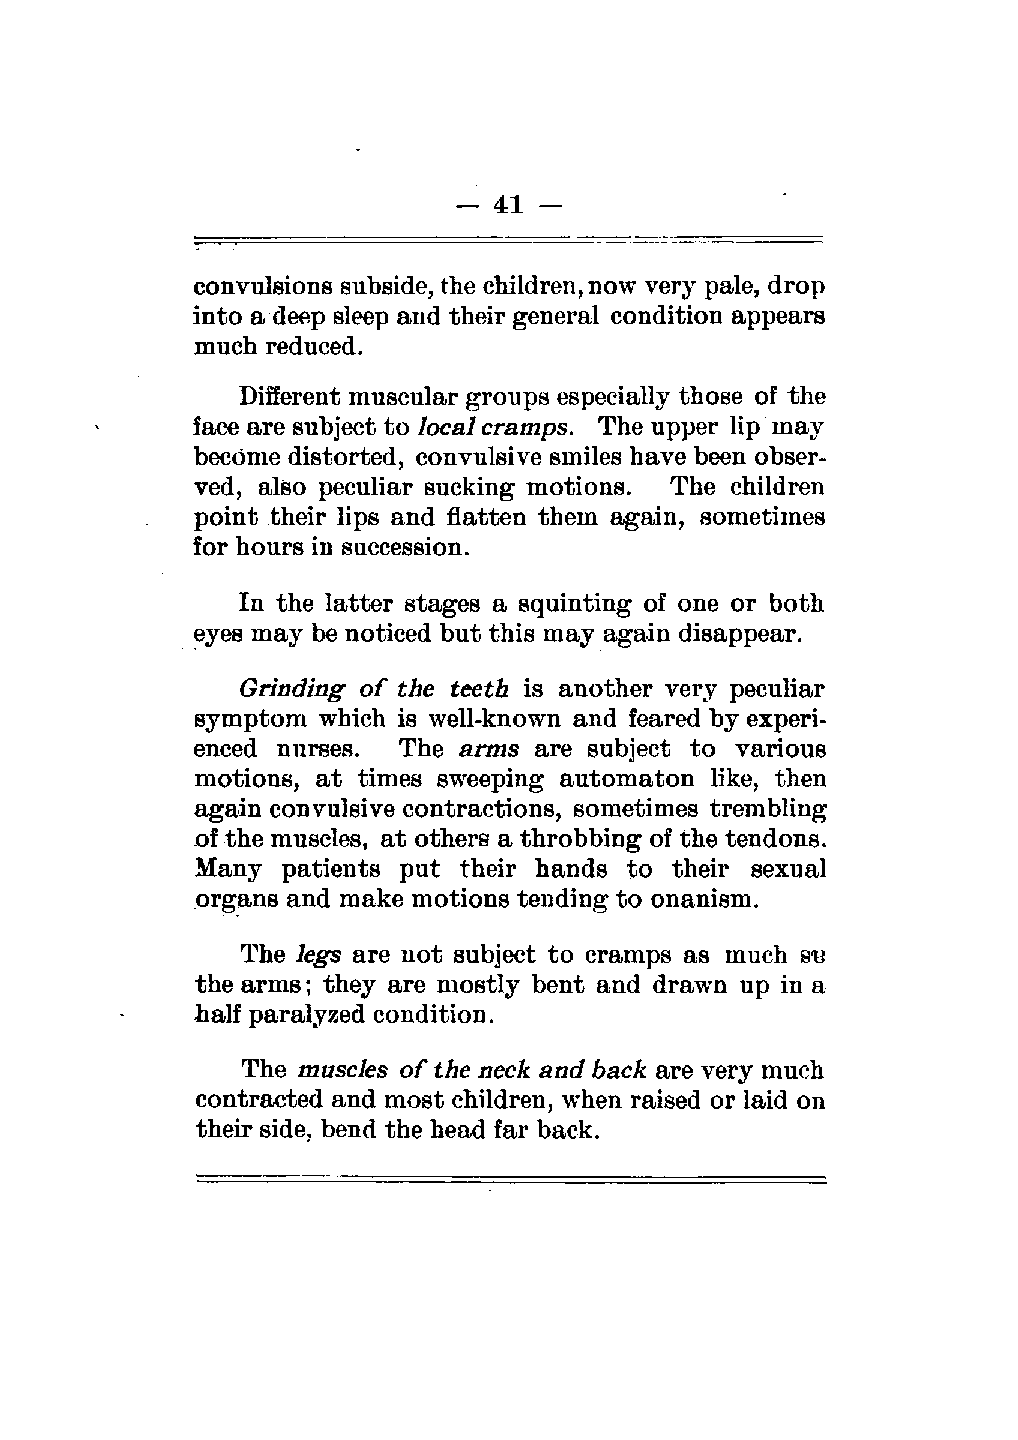 — 41 —
convulsions subside, the children, now very pale, drop
into a deep sleep and their general condition appears
much reduced.
Different muscular groups especially those of the
face are subject to local cramps. The upper lip may
become distorted, convulsive smiles have been obser-
ved, also peculiar sucking motions. The children
point their lips and flatten them again, sometimes
for hours in succession.
In the latter stages a squinting of one or both
eyes may be noticed but this may again disappear.
Grinding of the teeth is another very peculiar
symptom which is well-known and feared by experi-
enced nurses. The arms are subject to various
motions, at times sweeping automaton like, then
again convulsive contractions, sometimes trembling
of the muscles, at others a throbbing of the tendons.
Many patients put their hands to their sexual
organs and make motions tending to onanism.
The legs are not subject to cramps as much
the arms; they are mostly bent and drawn up in a
half paralyzed condition.
The muscles of the neck and back are very much
contracted and most children, when raised or laid on
their side, bend the head far back.